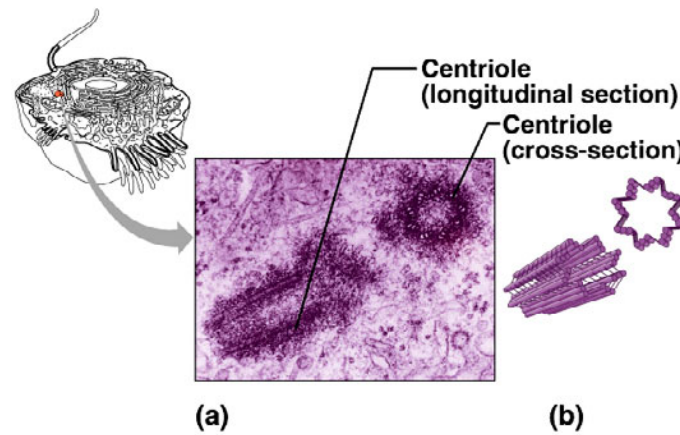 Centriole
(longitudinal section)
Centriole
(cross-section)
(a)
(b)